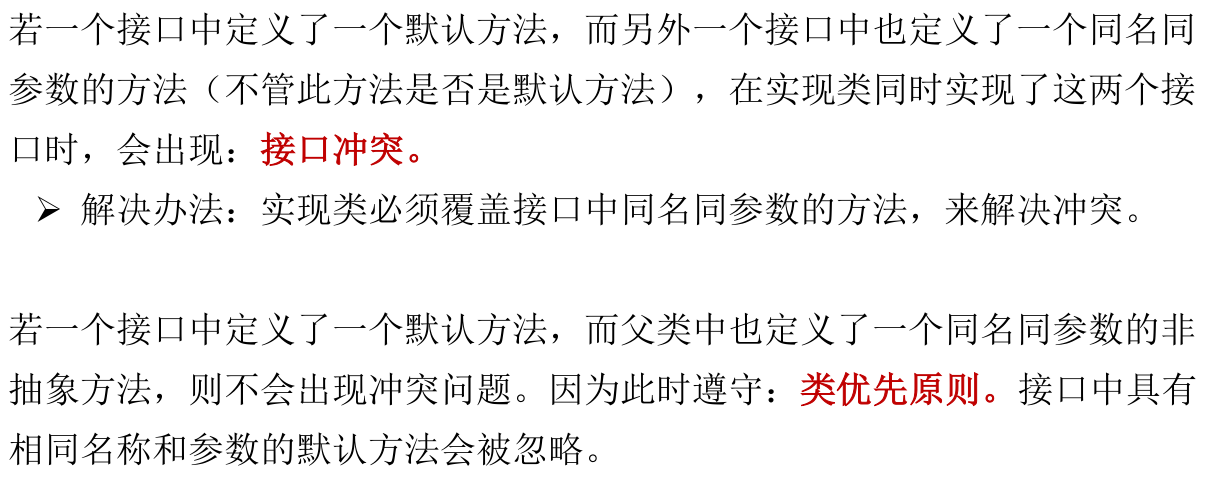 若一个接口中定义了一个默认方法，而另外一个接口中也定义了一个同名同
参数的方法（不管此方法是否是默认方法），在实现类同时实现了这两个接
口时，会出现：接口冲突。
➢ 解决办法：实现类必须覆盖接口中同名同参数的方法，来解决冲突。
若一个接口中定义了一个默认方法，而父类中也定义了一个同名同参数的非
抽象方法，则不会出现冲突问题。因为此时遵守：类优先原则。接口中具有
相同名称和参数的默认方法会被忽略。